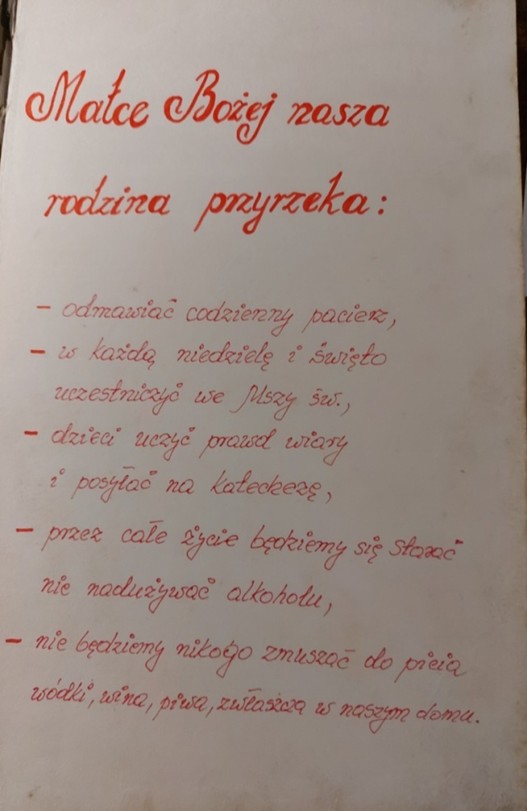 Matce Bożej nasza
rodzina przyrzeka:
- odmawiać codzienny pacierz,
- w każdą niedzielę i święto
uczestniczyć we Mszy św.,
- dzieci uczyć prawd wiary
i posyłać na katechezę,
- przez całe życie będziemy się starać
nie nadużywać alkoholu,
- nie będziemy nikogo zmuszać do picia
wódki, wina, piwa, zwłaszcza w naszym domu.